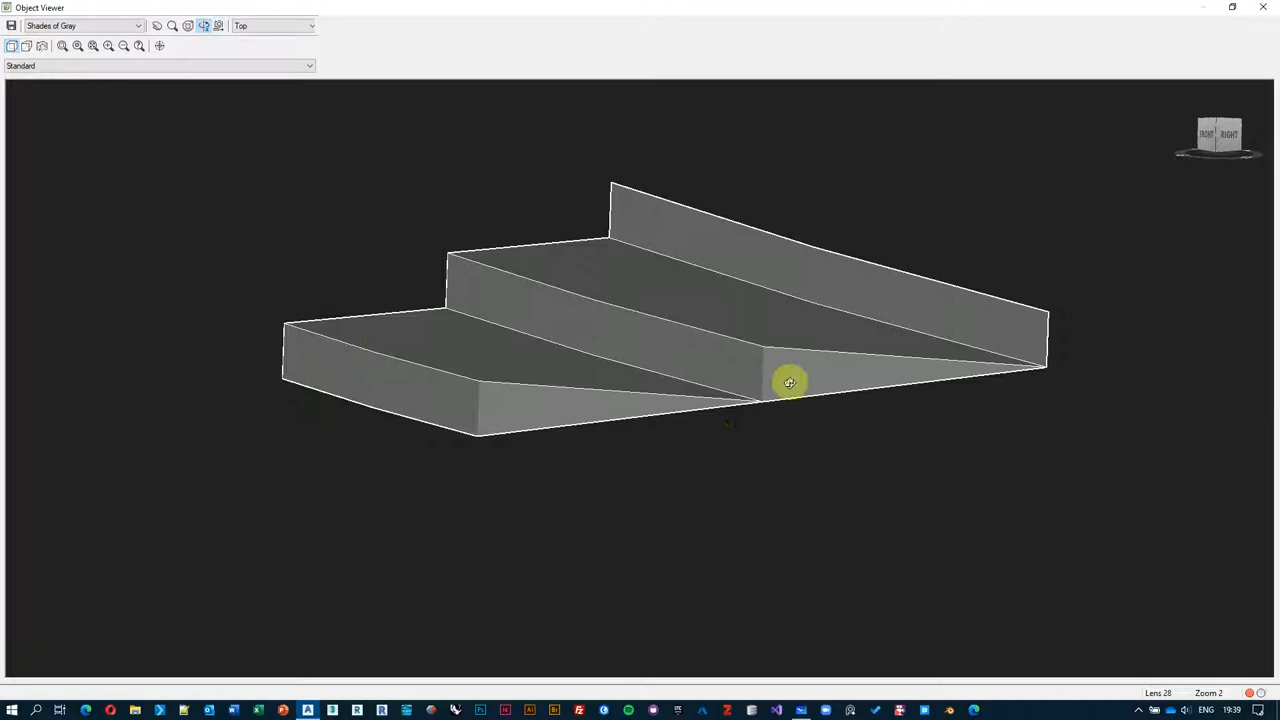 Object Viewer
Shades of Gray
Top
Standard
FRONT RIGHT
Lens 28 Zoom 2
ENG 19:39